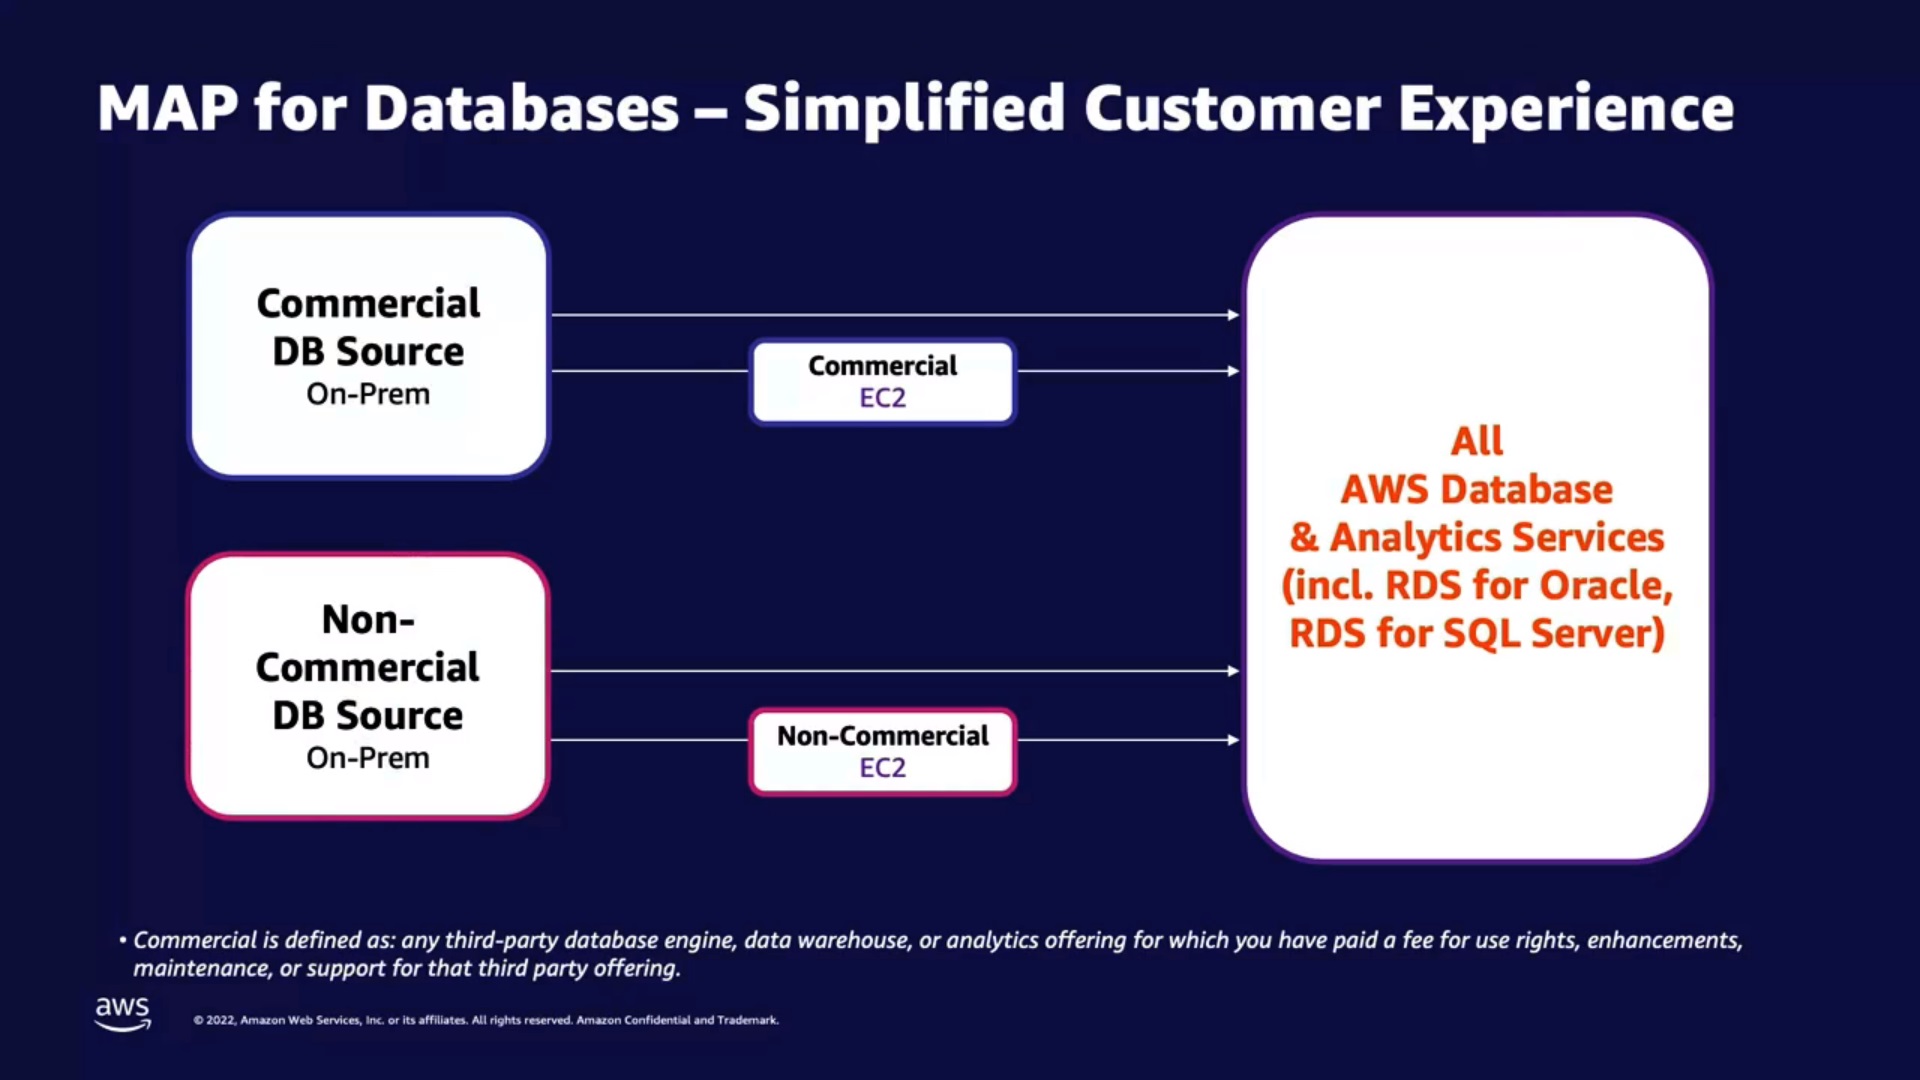 MAP for Databases – Simplified Customer Experience
Commercial
DB Source
On-Prem
Commercial
EC2
Non-
Commercial
DB Source
On-Prem
Non-Commercial
EC2
All
AWS Database
& Analytics Services
(incl. RDS for Oracle,
RDS for SQL Server)
• Commercial is defined as: any third-party database engine, data warehouse, or analytics offering for which you have paid a fee for use rights, enhancements,
maintenance, or support for that third party offering.
aws
© 2022, Amazon Web Services, Inc. or its affiliates. All rights reserved. Amazon Confidential and Trademark.